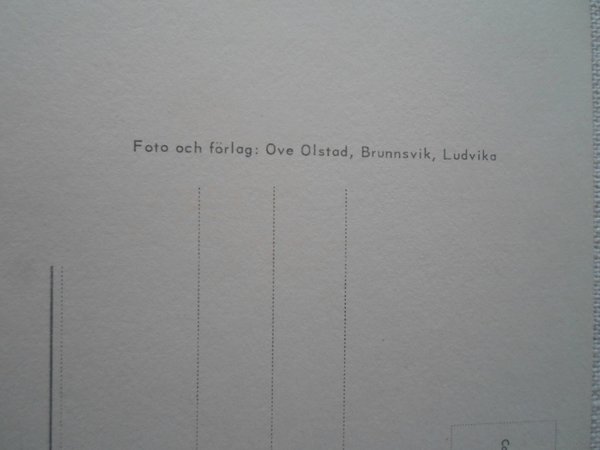 Foto och förlag: Ove Olstad, Brunnsvik, Ludvika